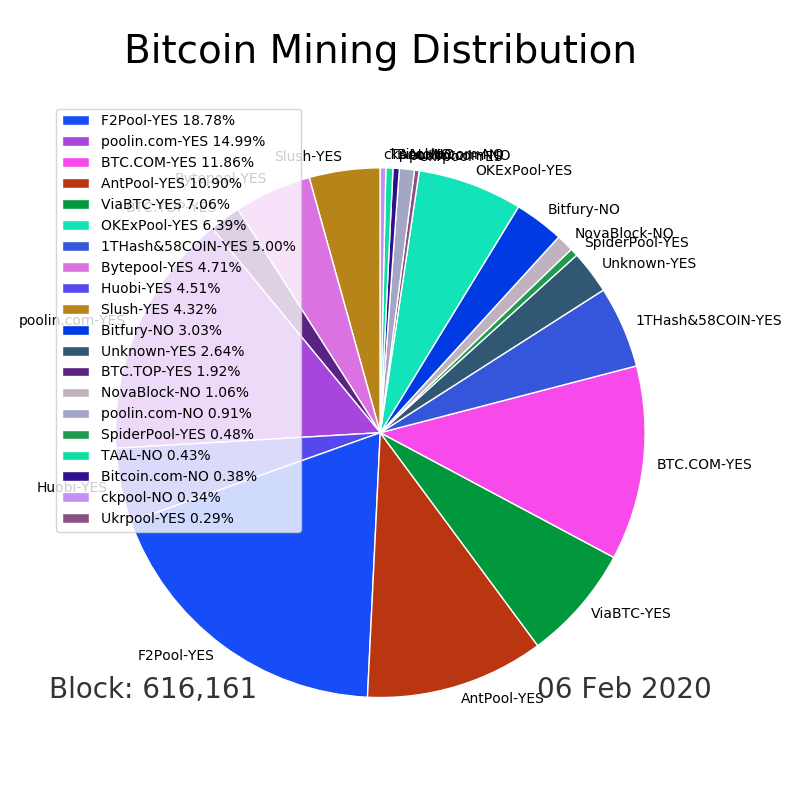 Bitcoin Mining Distribution
F2Pool-YES 18.78%
poolin.com-YES 14.99%
BTC.COM-YES 11.86%
AntPool-YES 10.90%
ViaBTC-YES 7.06%
OKExPool-YES 6.39%
1THash&58COIN-YES 5.00%
Bytepool-YES 4.71%
Huobi-YES 4.51%
Slush-YES 4.32%
Bitfury-NO 3.03%
Unknown-YES 2.64%
BTC.TOP-YES 1.92%
NovaBlock-NO 1.06%
poolin.com-NO 0.91%
SpiderPool-YES 0.48%
TAAL-NO 0.43%
Bitcoin.com-NO 0.38%
ckpool-NO 0.34%
Ukrpool-YES 0.29%
Slush-YES
Bytepool-YES
BTC.TOP-YES
poolin.com-YES
Huobi-YES
F2Pool-YES
AntPool-YES
ViaBTC-YES
BTC.COM-YES
1THash&58COIN-YES
Unknown-YES
SpiderPool-YES
NovaBlock-NO
Bitfury-NO
OKExPool-YES
Block: 616,161
06 Feb 2020